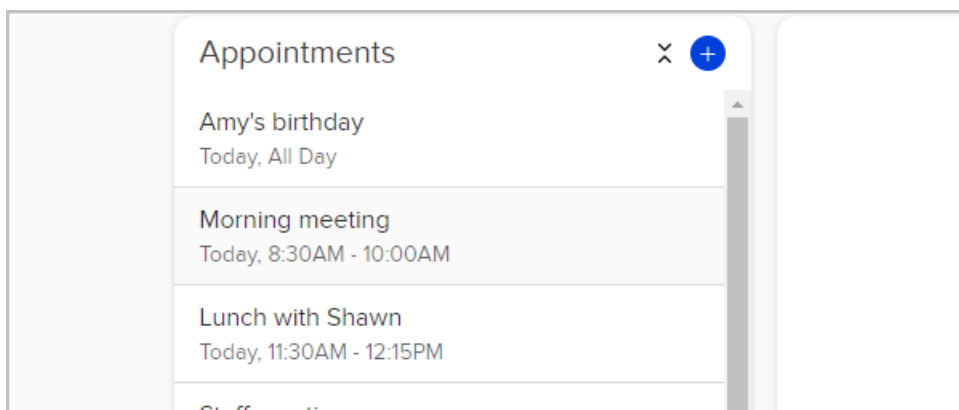 Appointments
Amy's birthday
Today, All Day
Morning meeting
Today, 8:30AM - 10:00AM
Lunch with Shawn
Today, 11:30AM - 12:15PM